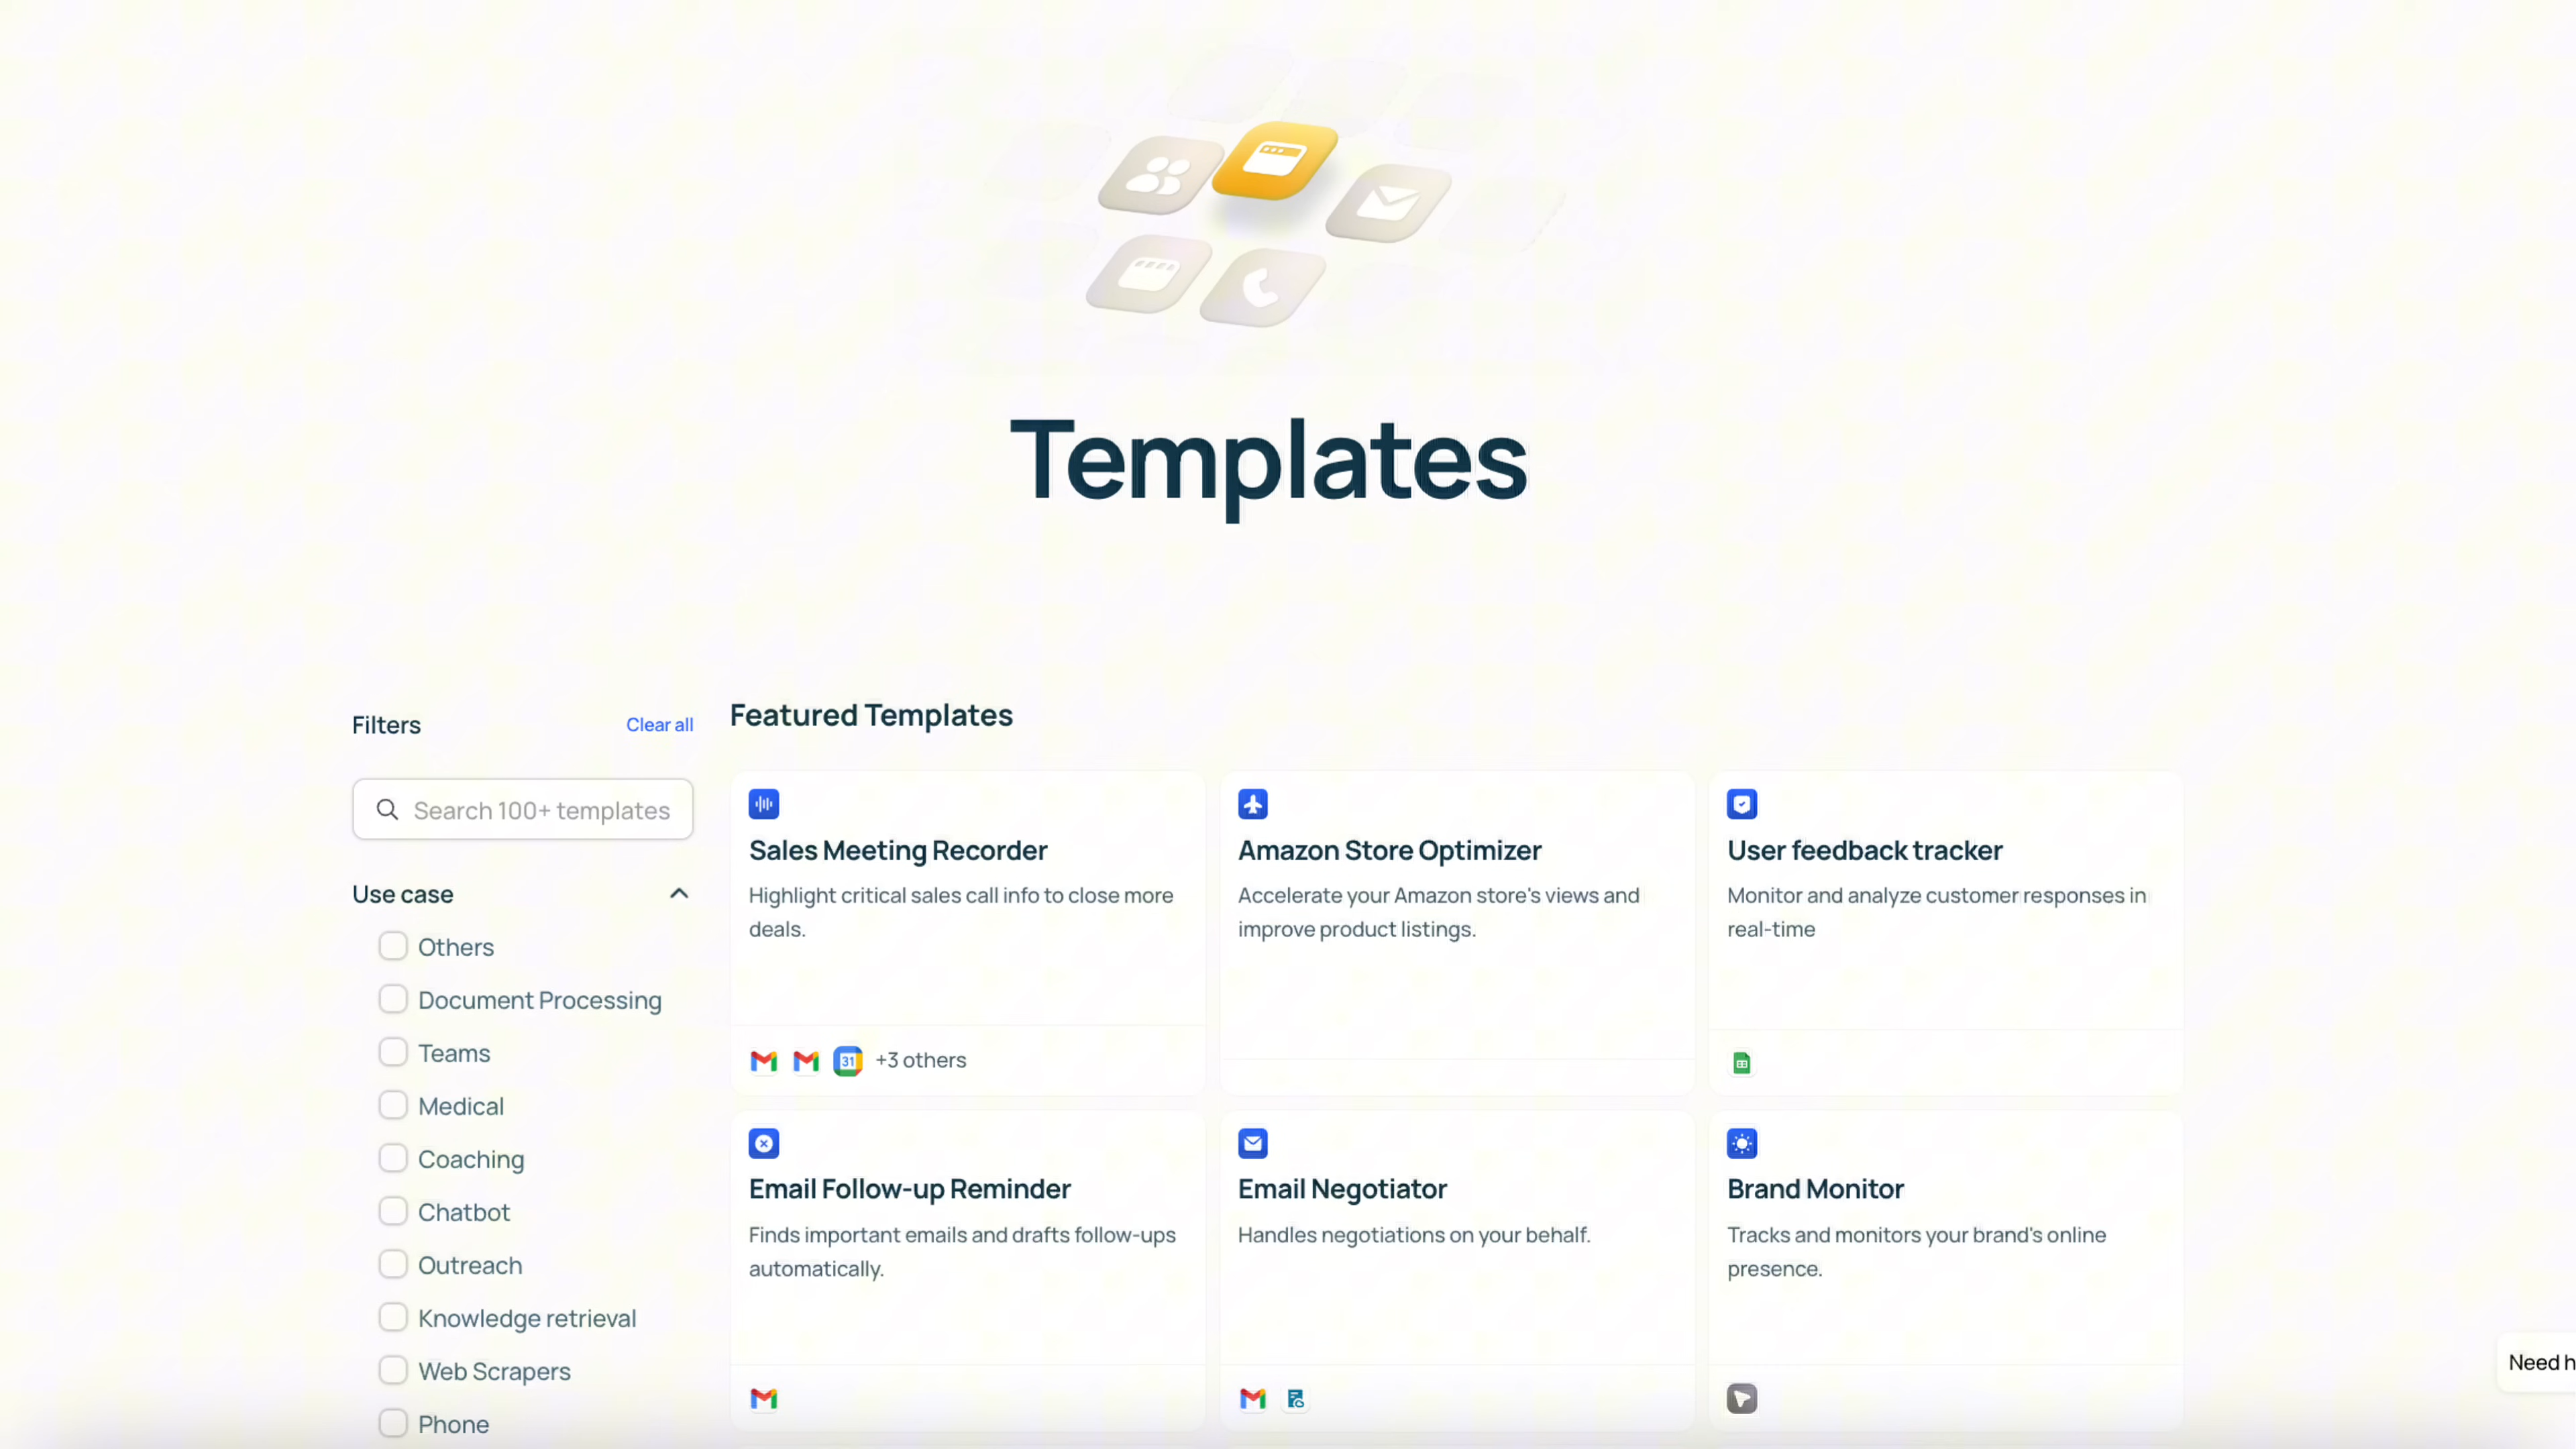 Templates
Filters
Clear all
Search 100+ templates
Use case
Others
Document Processing
Teams
Medical
Coaching
Chatbot
Outreach
Knowledge retrieval
Web Scrapers
Phone
Featured Templates
Sales Meeting Recorder
Highlight critical sales call info to close more
deals.
31
+3 others
Amazon Store Optimizer
Accelerate your Amazon store's views and
improve product listings.
User feedback tracker
Monitor and analyze customer responses in
real-time
Email Follow-up Reminder
Finds important emails and drafts follow-ups
automatically.
Email Negotiator
Handles negotiations on your behalf.
Brand Monitor
Tracks and monitors your brand's online
presence.
Need h